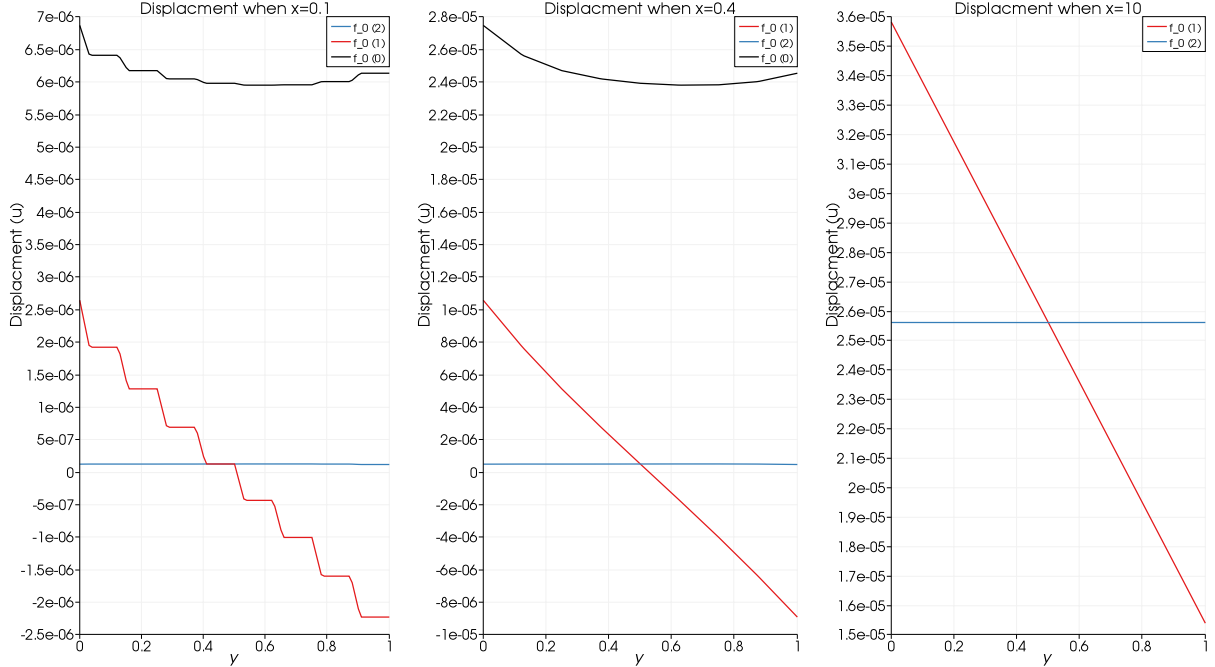 Displacment when x=0.1
f_0 (2)
f_0 (1)
f_0 (0)
7e-06
6.5e-06
6e-06
5.5e-06
5e-06
4.5e-06
4e-06
3.5e-06
3e-06
2.5e-06
2e-06
1.5e-06
1e-06
5e-07
0
-5e-07
-1e-06
-1.5e-06
-2e-06
-2.5e-06
Displacment (u)
0 0.2 0.4 0.6 0.8 1
y
Displacment when x=0.4
f_0 (1)
f_0 (2)
f_0 (0)
2.8e-05
2.6e-05
2.4e-05
2.2e-05
2e-05
1.8e-05
1.6e-05
1.4e-05
1.2e-05
1e-05
8e-06
6e-06
4e-06
2e-06
0
-2e-06
-4e-06
-6e-06
-8e-06
-1e-05
Displacment (u)
0 0.2 0.4 0.6 0.8 1
y
Displacment when x=10
f_0 (1)
f_0 (2)
3.6e-05
3.5e-05
3.4e-05
3.3e-05
3.2e-05
3.1e-05
3e-05
2.9e-05
2.8e-05
2.7e-05
2.6e-05
2.5e-05
2.4e-05
2.3e-05
2.2e-05
2.1e-05
2e-05
1.9e-05
1.8e-05
1.7e-05
1.6e-05
1.5e-05
Displacment (u)
0 0.2 0.4 0.6 0.8 1
y